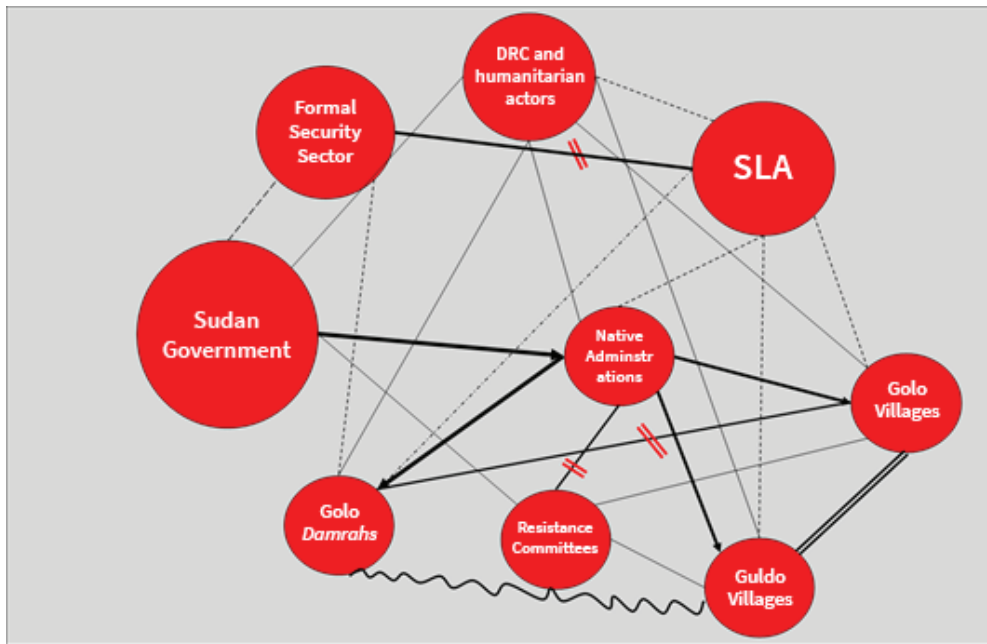 DRC and
humanitarian
actors
Formal
Security
Sector
SLA
Sudan
Government
Native
Adminstr
ations
Golo
Villages
Golo
Damrahs
Resistance
Committees
Guldo
Villages